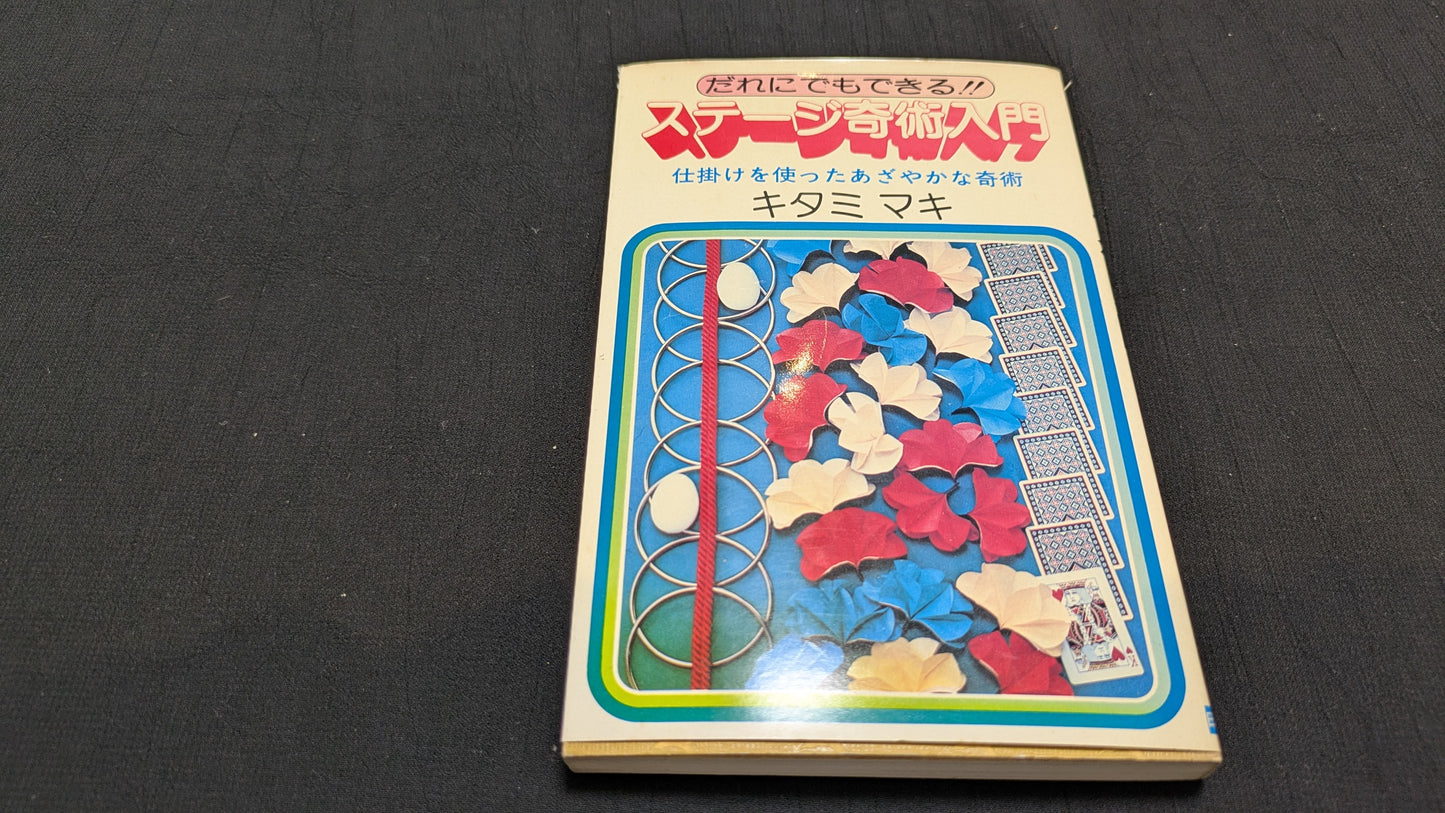 だれにでもできる!!
ステージ奇術入門
仕掛けを使ったあざやかな奇術
キタミ マキ
K